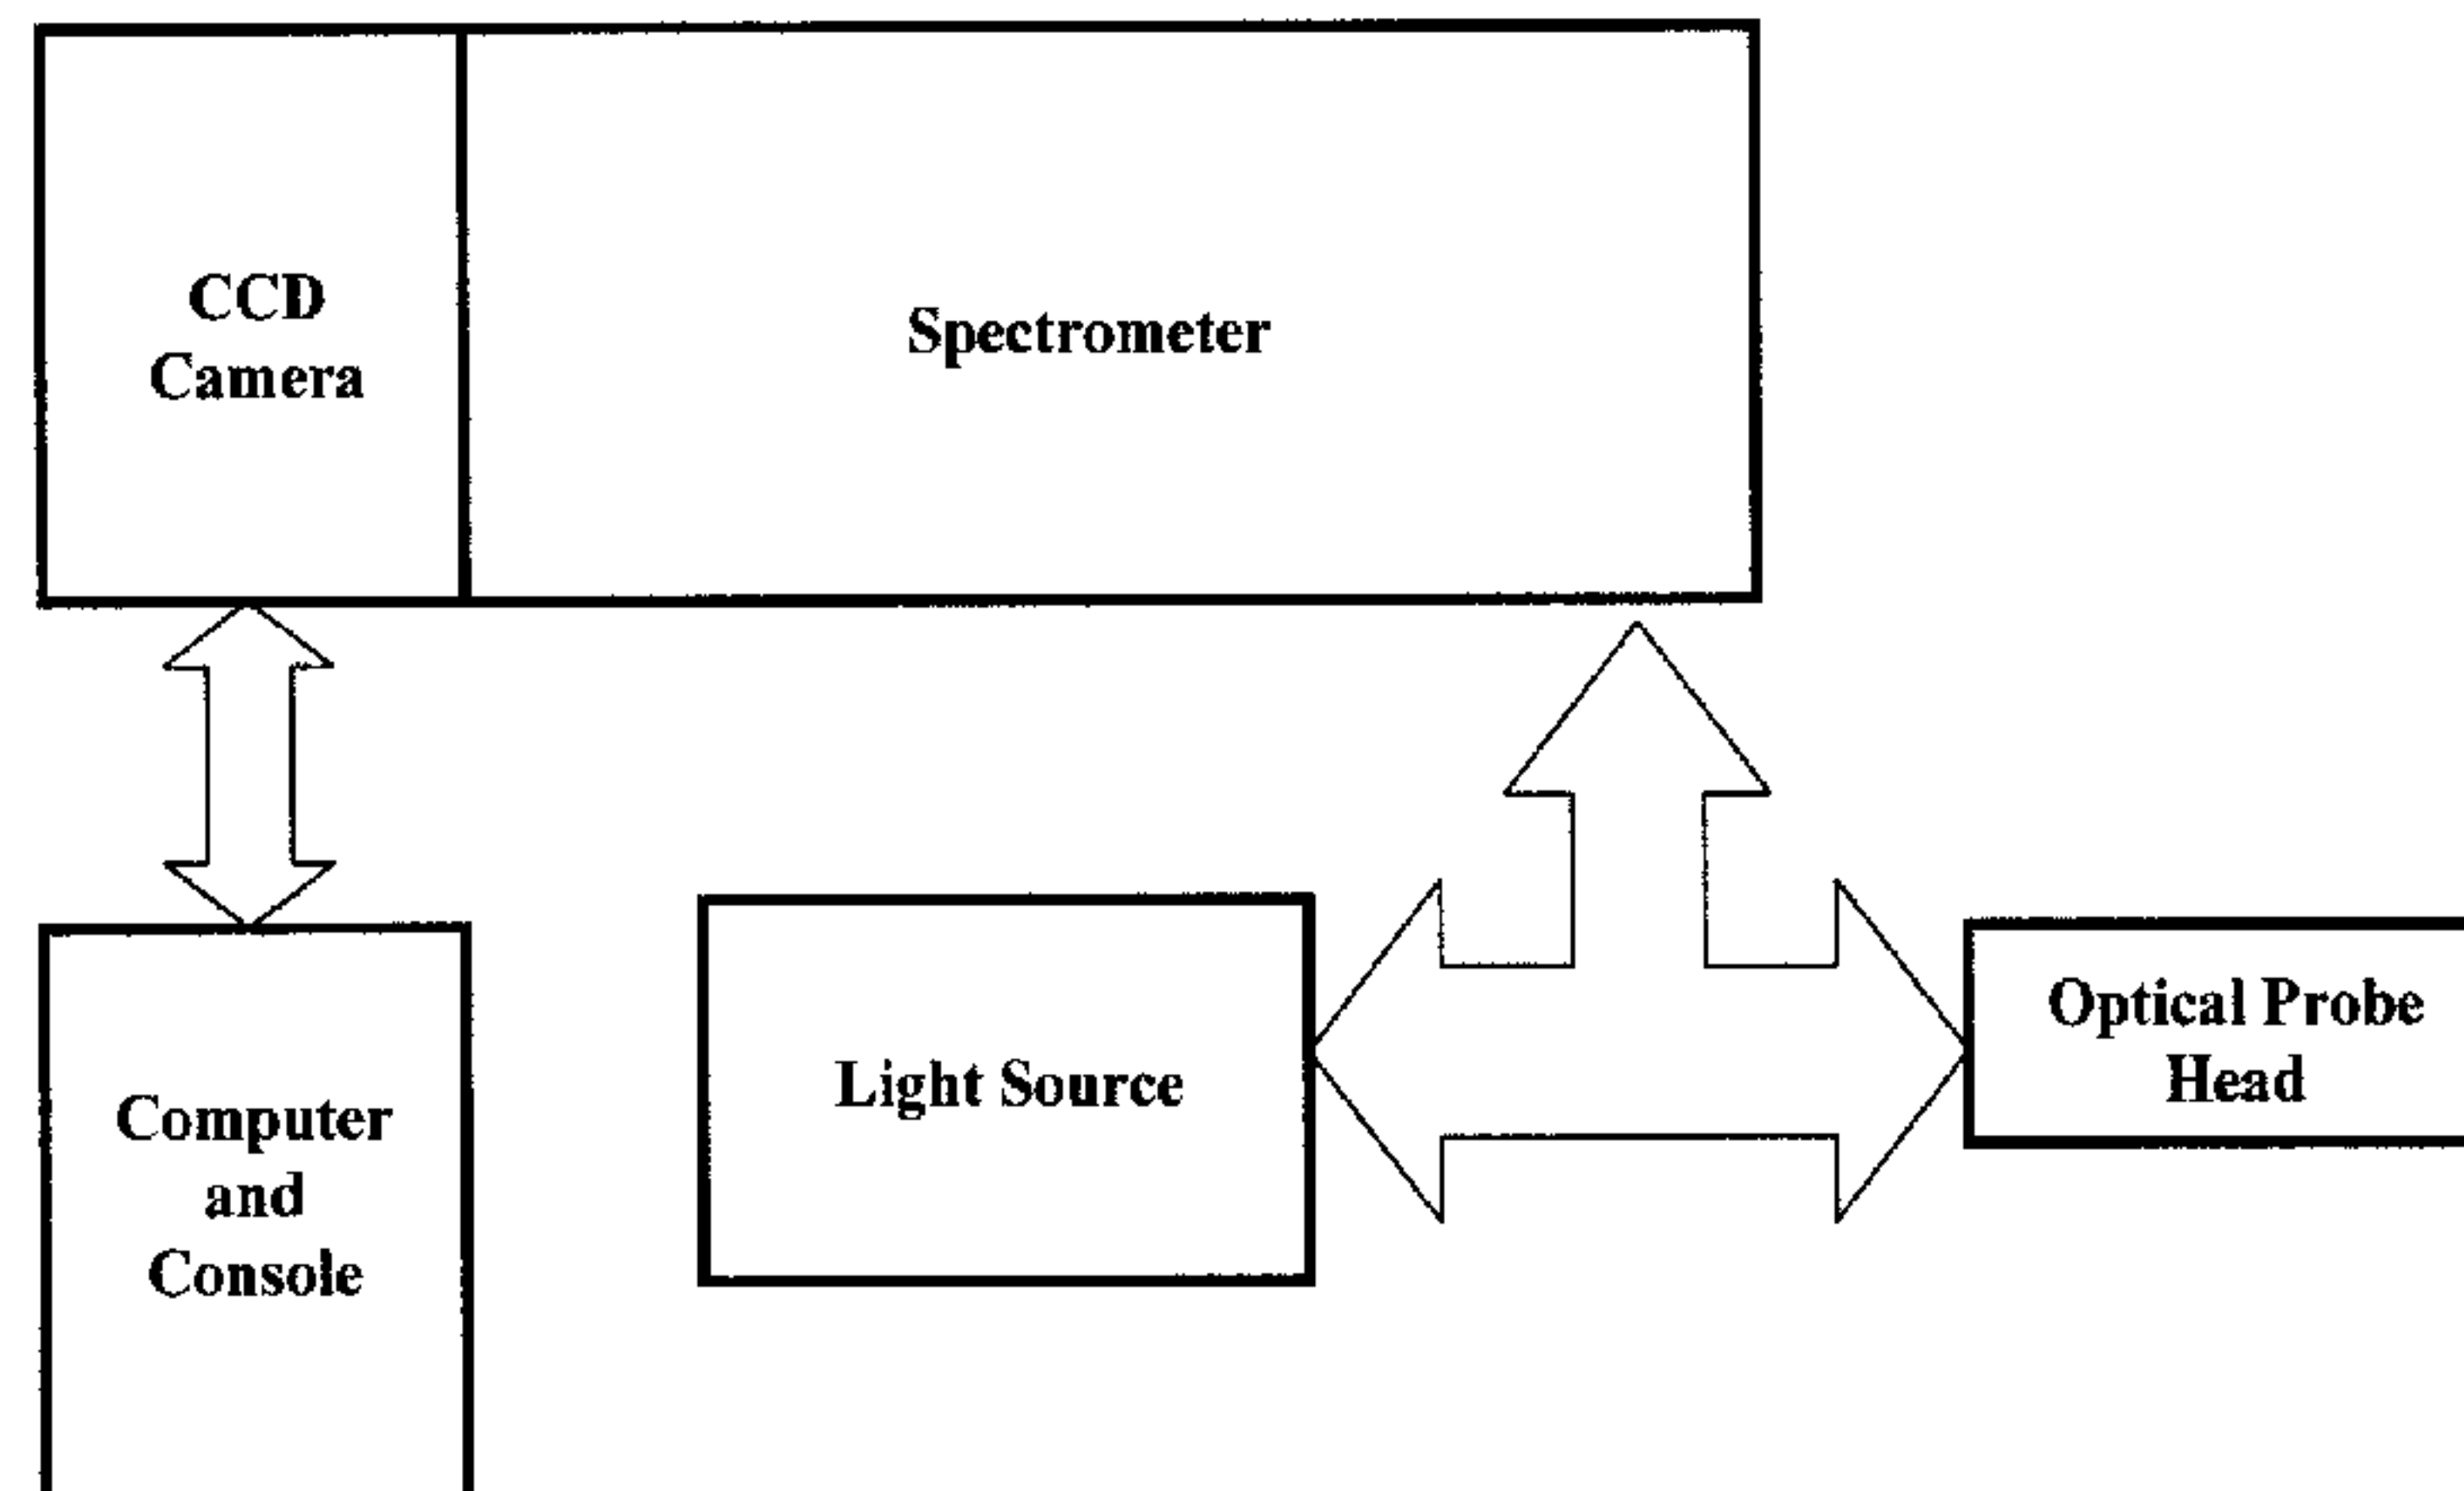 CCD
Camera
Spectrometer
Computer
and
Console
Light Source
Optical Probe
Head